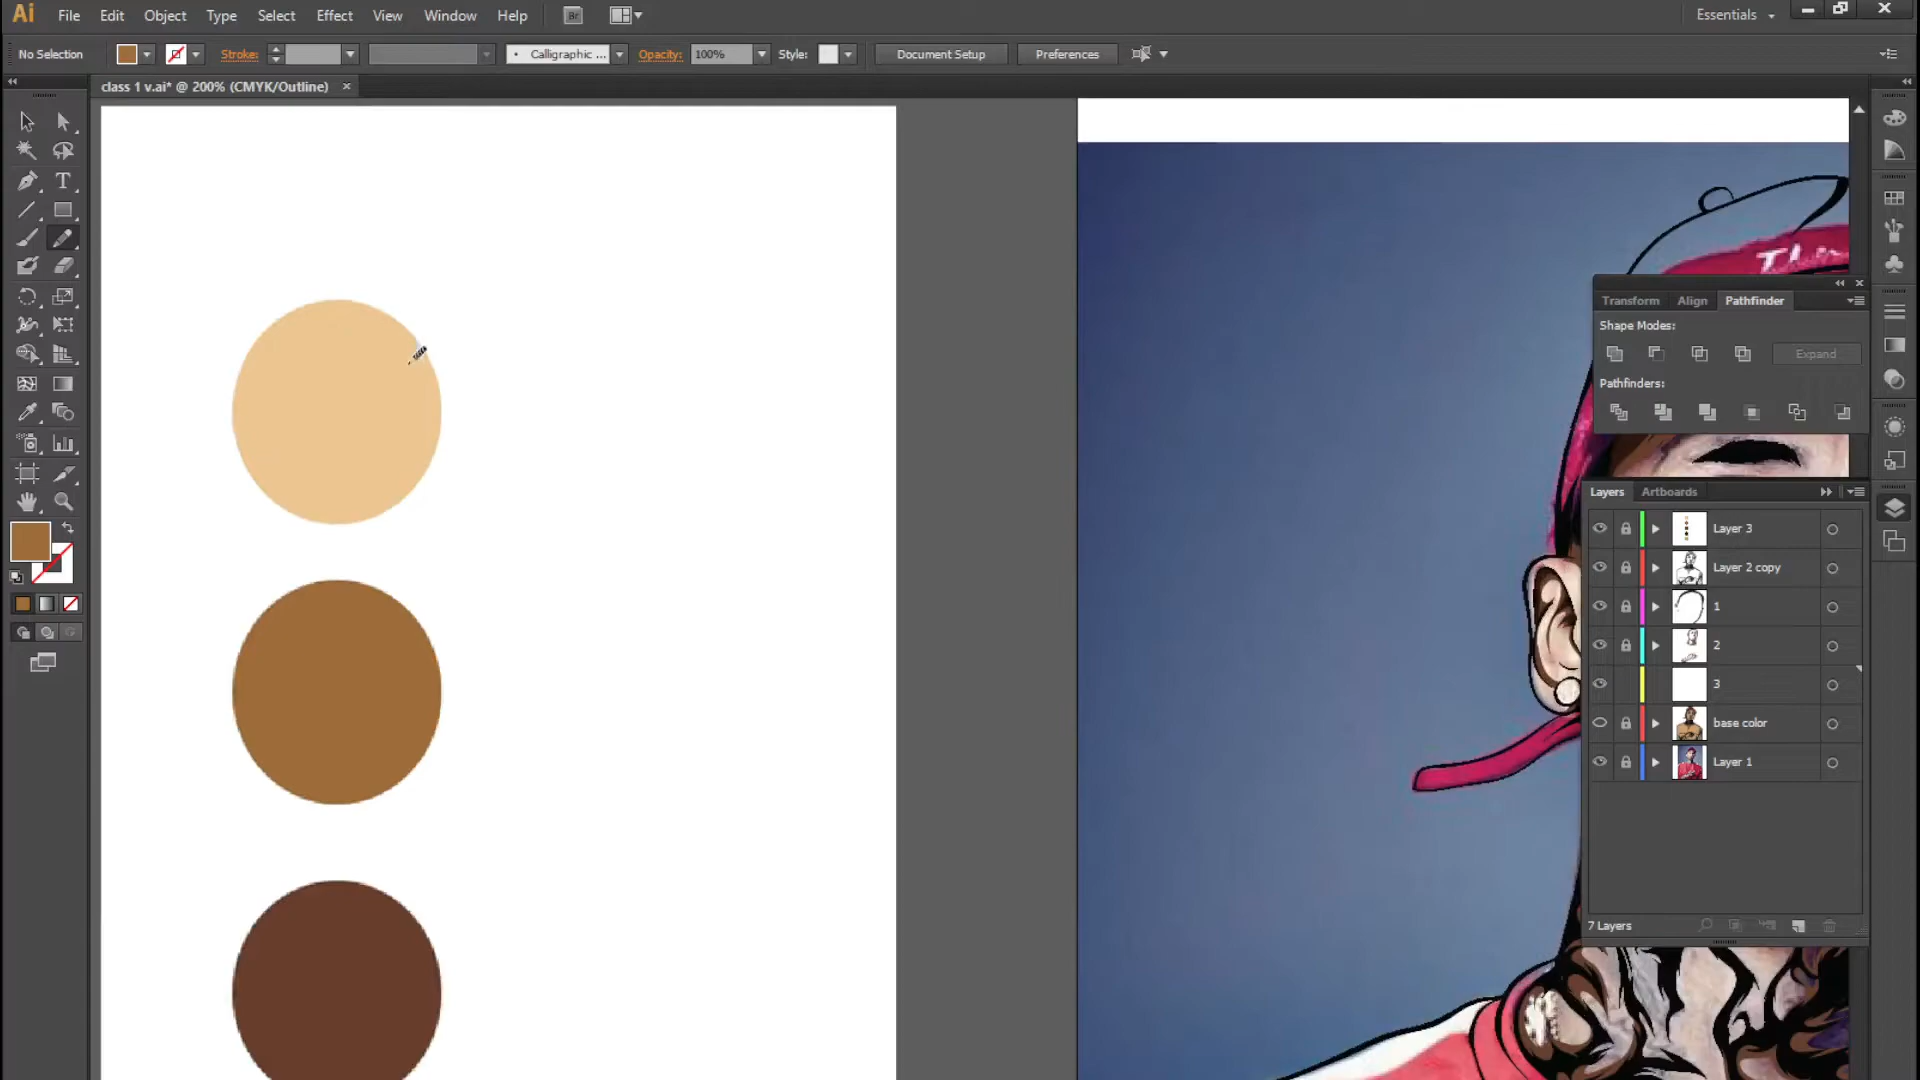 Ai File Edit Object Type Select Effect View Window Help Br Essentials
No Selection Stroke: Calligraphic ... Opacity: 100% Style: Document Setup Preferences
class 1 v.ai* @ 200% (CMYK/Outline)
Transform Align Pathfinder
Shape Modes:
Expand
Pathfinders:
Layers Artboards
Layer 3
Layer 2 copy
1
2
3
base color
Layer 1
7 Layers